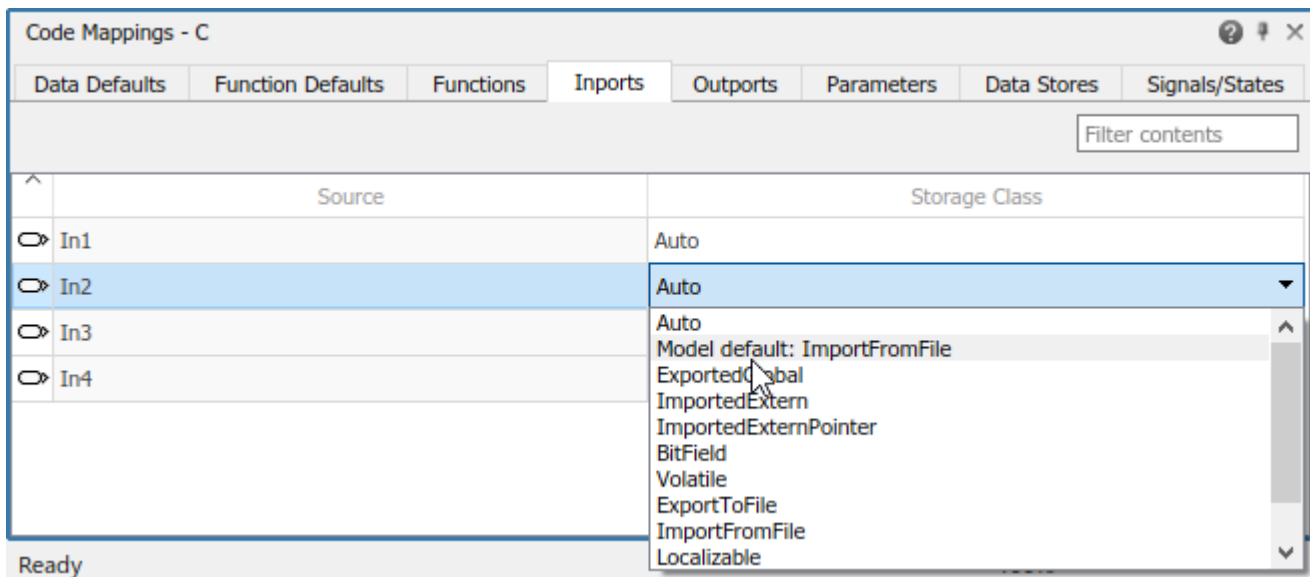 Code Mappings - C
Data Defaults Function Defaults Functions Inports Outports Parameters Data Stores Signals/States
Filter contents
Source Storage Class
In1 Auto
In2 Auto
In3
In4
Auto
Model default: ImportFromFile
ExportedGlobal
ImportedExtern
ImportedExternPointer
BitField
Volatile
ExportToFile
ImportFromFile
Localizable
Ready